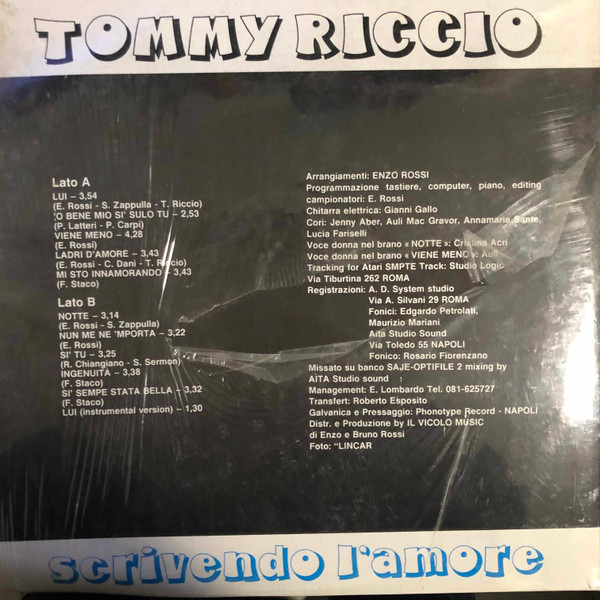 TOMMY RICCIO
Lato A
LUI – 3,54
(E. Rossi - S. Zappulla - T. Riccio)
'O BENE MIO SI' SULO TU – 2,53
(P. Latteri - P. Carpi)
VIENE MENO – 4,28
(E. Rossi)
LADRI D'AMORE – 3,43
(E. Rossi - C. Dani - T. Riccio)
MI STO INNAMORANDO – 3,43
(F. Staco)
Lato B
NOTTE – 3,14
(E. Rossi - S. Zappulla)
NUN ME NE 'MPORTA – 3,22
(E. Rossi)
SI' TU – 3,25
(R. Chiangiano - S. Sermon)
INGENUITÀ – 3,38
(F. Staco)
SI' SEMPE STATA BELLA – 3,32
(F. Staco)
LUI (instrumental version) – 1,30
Arrangiamenti: ENZO ROSSI
Programmazione tastiere, computer, piano, editing
campionatori: E. Rossi
Chitarra elettrica: Gianni Gallo
Cori: Jenny Aber, Auli Mac Gravor, Annamaria Sante,
Lucia Fariselli
Voce donna nel brano « NOTTE »: Cristina Acri
Voce donna nel brano « VIENE MENO »: Auli
Tracking for Atari SMPTE Track: Studio Logic
Via Tiburtina 262 ROMA
Registrazioni: A. D. System studio
Via A. Silvani 29 ROMA
Fonici: Edgardo Petrolati,
Maurizio Mariani
Aita Studio Sound
Via Toledo 55 NAPOLI
Fonico: Rosario Fiorenzano
Missato su banco SAJE-OPTIFILE 2 mixing by
AITA Studio sound
Management: E. Lombardo Tel. 081-625727
Transfert: Roberto Esposito
Galvanica e Pressaggio: Phonotype Record - NAPOLI
Distr. e Produzione by IL VICOLO MUSIC
di Enzo e Bruno Rossi
Foto: "LINCAR
scrivendo l'amore